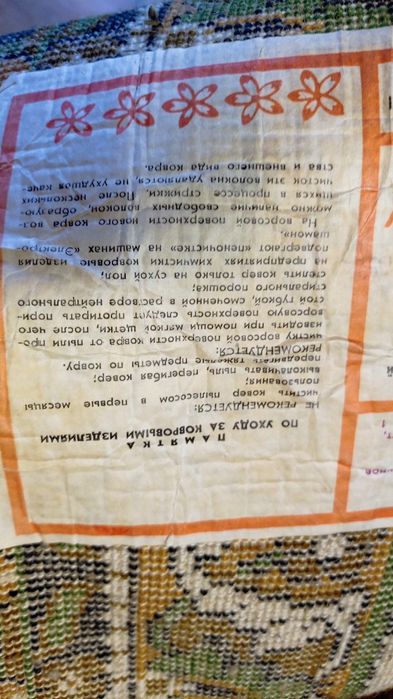 ПАМЯТКА
ПО УХОДУ ЗА КОВРОВЫМИ ИЗДЕЛИЯМИ
НЕ РЕКОМЕНДУЕТСЯ:
чистить ковер пылесосом в первые месяцы
пользования;
выколачивать пыль, перегибая ковер;
передвигать тяжелые предметы по ковру.
РЕКОМЕНДУЕТСЯ:
чистку ворсовой поверхности ковра от пыли про-
изводить при помощи мягкой щетки, после чего
ворсовую поверхность следует протирать пори-
стой губкой, смоченной в растворе нейтрального
стирального порошка;
стелить ковер только на сухой пол;
на предприятиях химчистки ковровые изделия
подвергают «пеночистке» на машинах «Электро-
шампу».
На ворсовой поверхности нового ковра воз-
можно наличие свободных волокон, образую-
щихся в процессе стрижки. После нескольких
чисток эти волокна удаляются, не ухудшая каче-
ства и внешнего вида ковра.